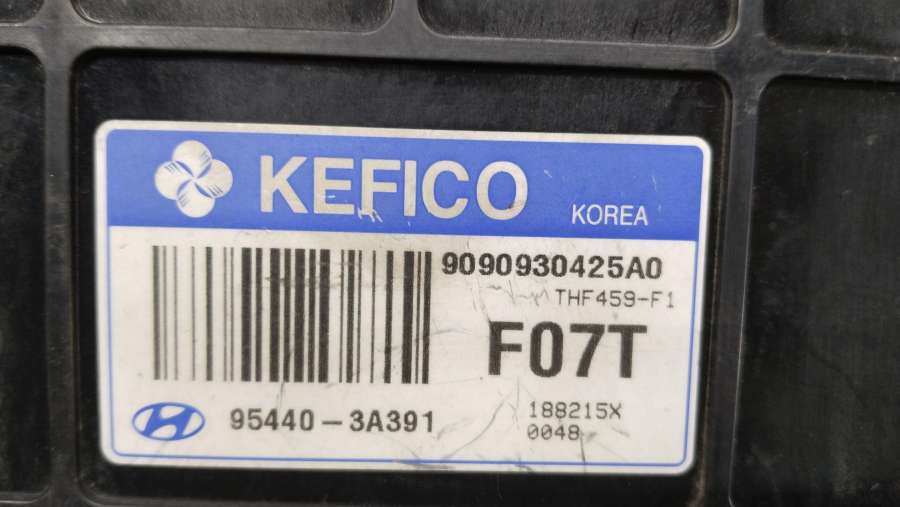 KEFICO
KOREA
9090930425A0
THF459-F1
F07T
95440-3A391
188215X
0048